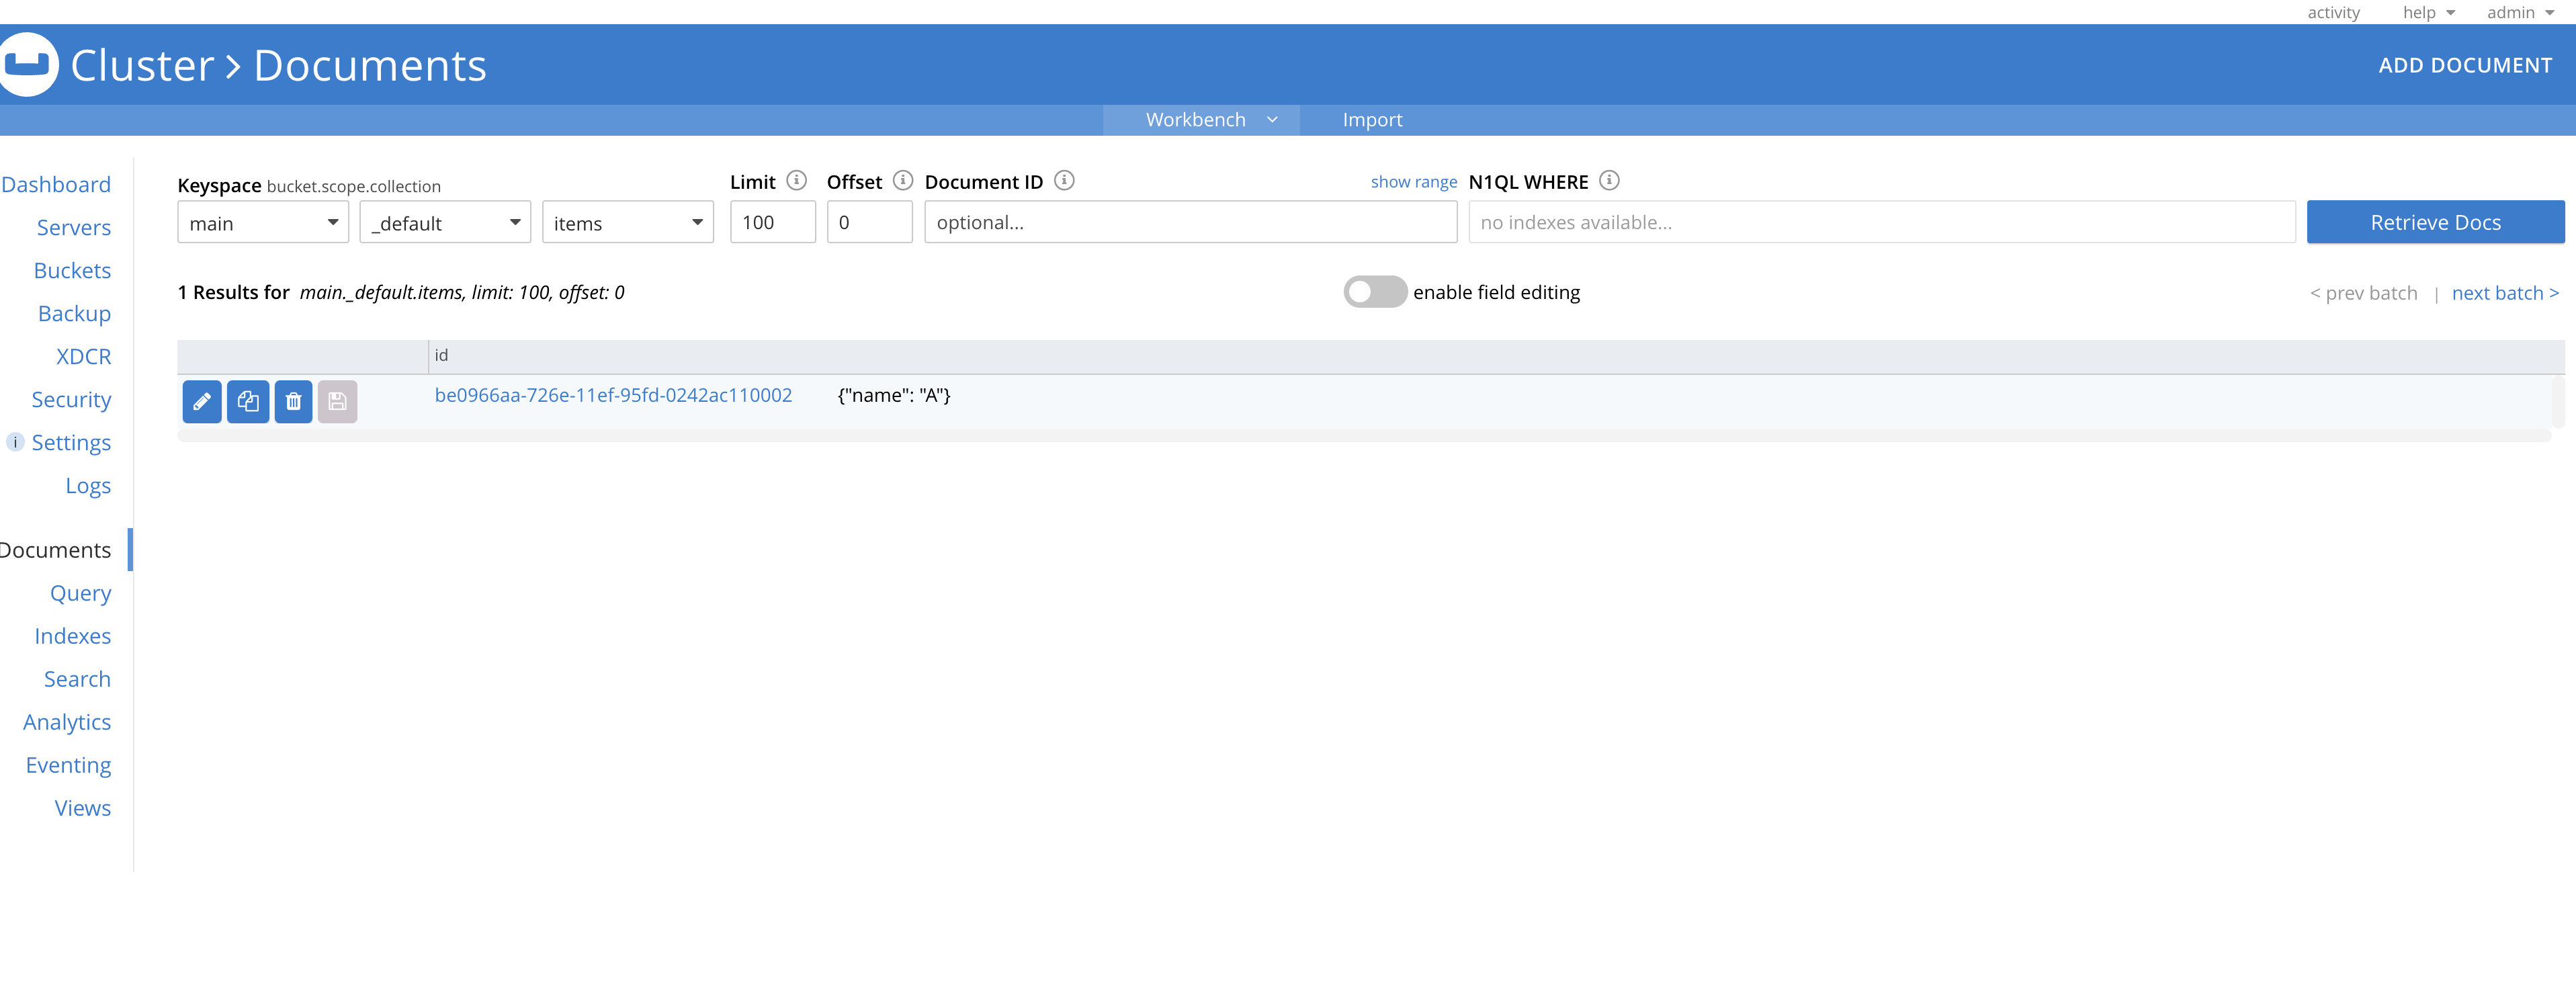 activity help admin
Cluster > Documents ADD DOCUMENT
Workbench Import
Dashboard
Servers
Buckets
Backup
XDCR
Security
i Settings
Logs
Documents
Query
Indexes
Search
Analytics
Eventing
Views
Keyspace bucket.scope.collection Limit i Offset i Document ID i show range N1QL WHERE i
main _default items 100 0 optional... no indexes available... Retrieve Docs
1 Results for main._default.items, limit: 100, offset: 0 enable field editing < prev batch | next batch >
id
be0966aa-726e-11ef-95fd-0242ac110002 {"name": "A"}